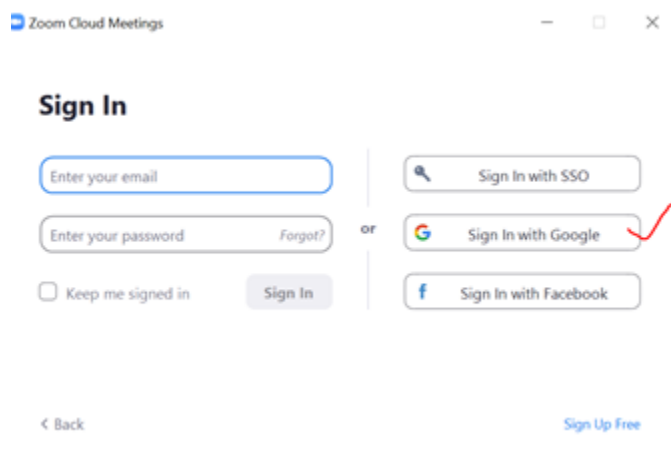 Zoom Cloud Meetings
Sign In
Enter your email
Enter your password Forgot?
Keep me signed in Sign In
or
Sign In with SSO
Sign In with Google
Sign In with Facebook
Back
Sign Up Free